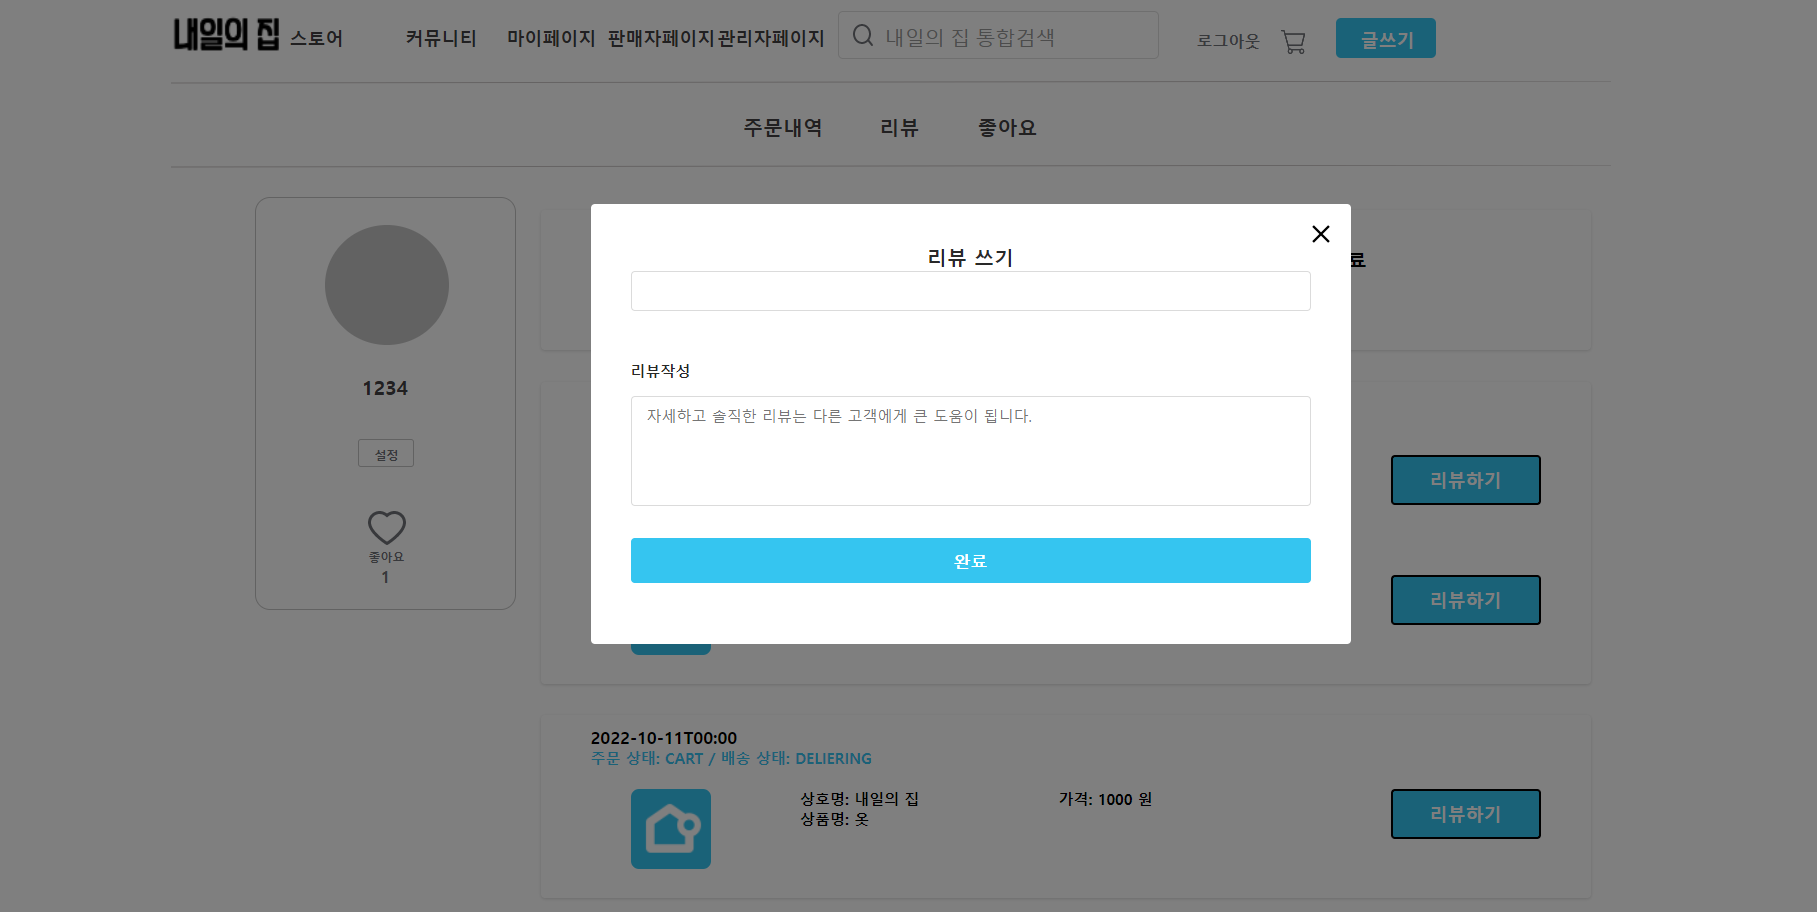 내일의 집 스토어 커뮤니티 마이페이지 판매자페이지 관리자페이지 내일의 집 통합검색 로그아웃 글쓰기
주문내역 리뷰 좋아요
1234
설정
좋아요
1
리뷰 쓰기
리뷰작성
자세하고 솔직한 리뷰는 다른 고객에게 큰 도움이 됩니다.
완료
료
리뷰하기
리뷰하기
2022-10-11T00:00
주문 상태: CART / 배송 상태: DELIERING
상호명: 내일의 집 가격: 1000 원
상품명: 옷
리뷰하기